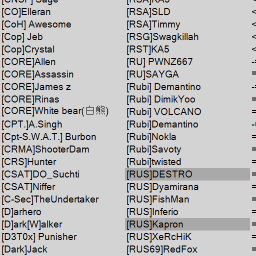 [CNSF] Sage
[RSA]KA5
[CO]Elleran
[RSA]SLD
[CoH] Awesome
[RSA]Timmy
[Cop] Jeb
[RSG]Swagkillah
[Cop]Crystal
[RST]KA5
[CORE]Allen
[RU] PWNZ667
[CORE]Assassin
[RU]SAYGA
[CORE]James z
[Rubi] Demantino
[CORE]Rinas
[Rubi] DimikYoo
[CORE]White bear(白熊)
[Rubi] VOLCANO
[CPT.]A.Singh
[Rubi]Demantino
[Cpt-S.W.A.T.] Burbon
[Rubi]Nokla
[CRMA]ShooterDam
[Rubi]Savoty
[CRS]Hunter
[Rubi]twisted
[CSAT]DO_Suchti
[RUS]DESTRO
[CSAT]Niffer
[RUS]Dyamirana
[C-Sec]TheUndertaker
[RUS]FishMan
[D]arhero
[RUS]Inferio
[D]ark[W]alker
[RUS]Kapron
[D3T0x] Punisher
[RUS]XeRcHiK
[Dark]Jack
[RUS69]RedFox